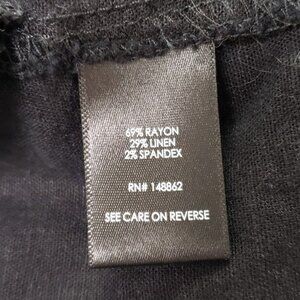 69% RAYON
29% LINEN
2% SPANDEX
RN# 148862
SEE CARE ON REVERSE